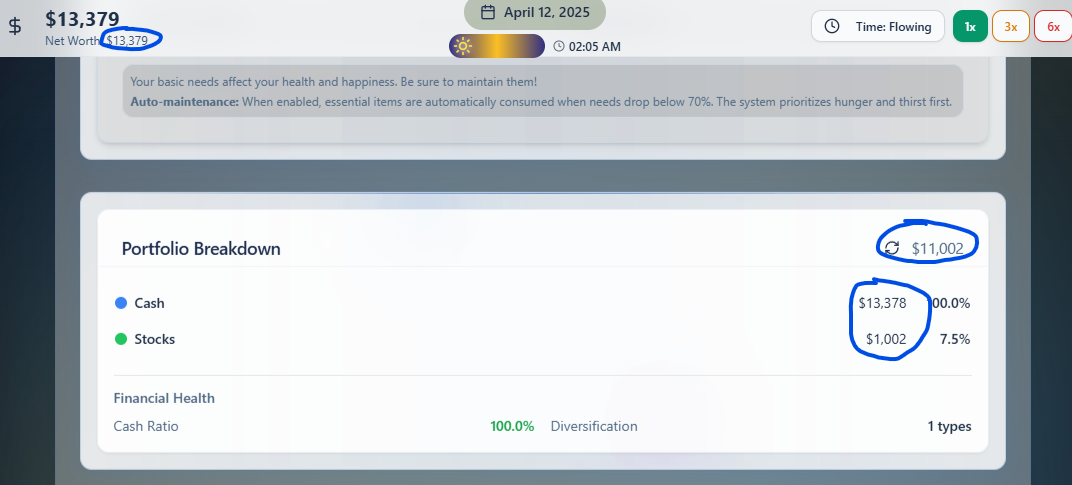 $13,379
Net Worth $13,379
April 12, 2025
02:05 AM
Time: Flowing
1x
3x
6x
Your basic needs affect your health and happiness. Be sure to maintain them!
Auto-maintenance: When enabled, essential items are automatically consumed when needs drop below 70%. The system prioritizes hunger and thirst first.
Portfolio Breakdown
$11,002
Cash $13,378 00.0%
Stocks $1,002 7.5%
Financial Health
Cash Ratio 100.0% Diversification 1 types